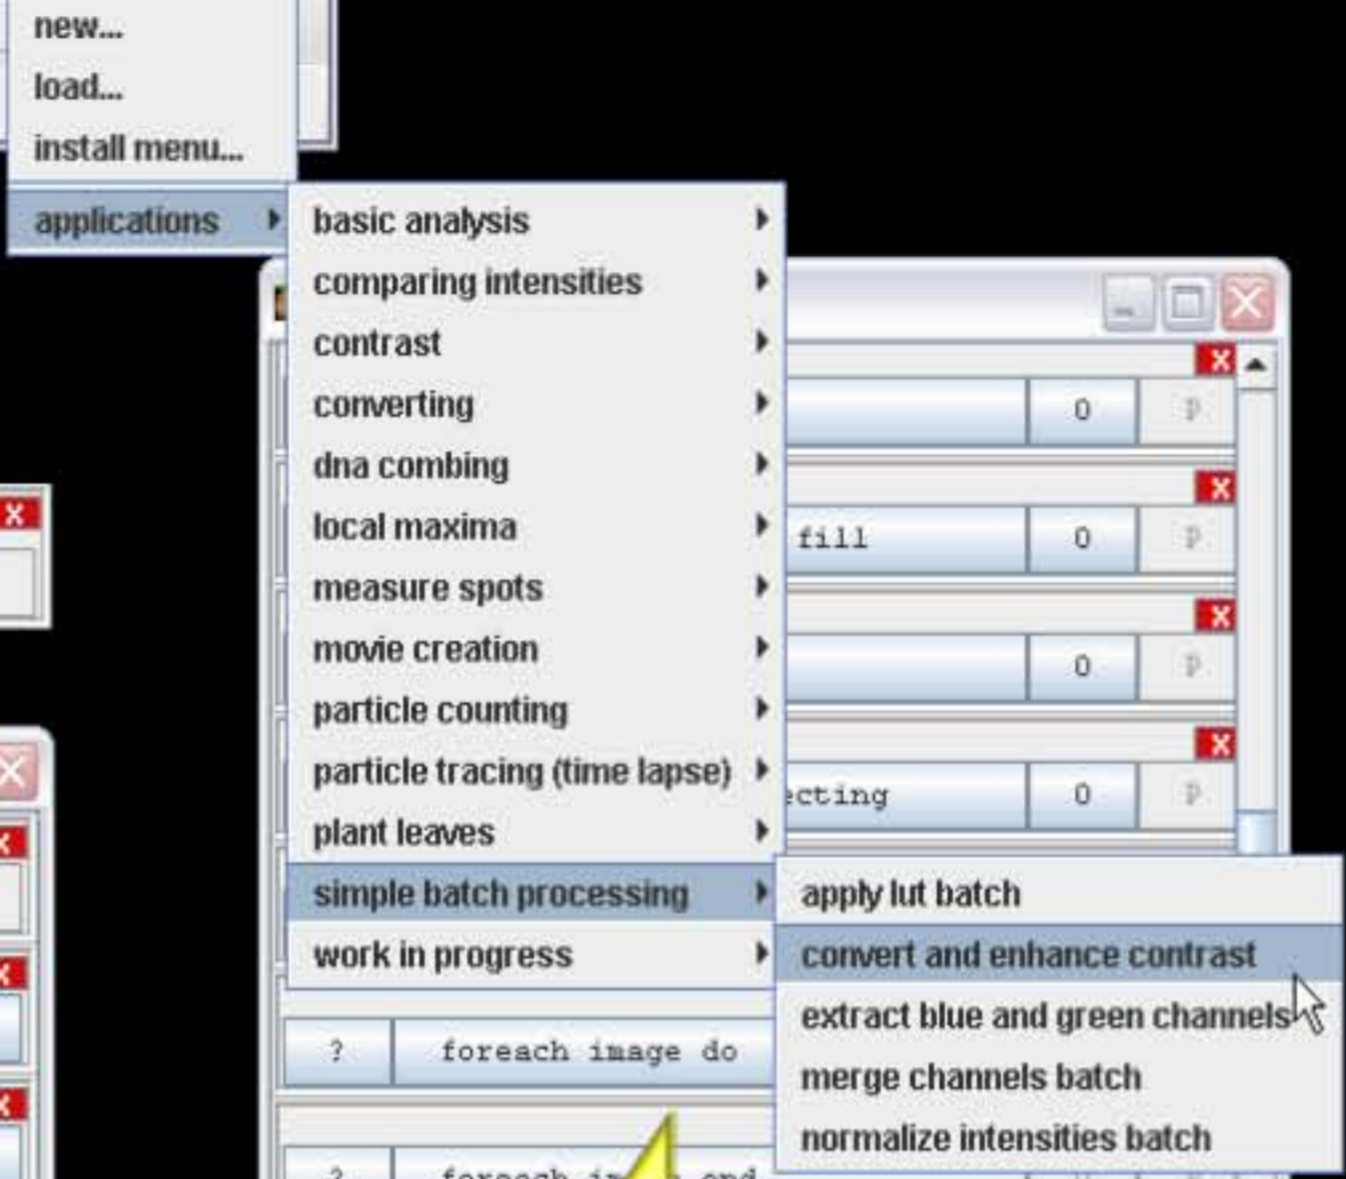 new...
load...
install menu...
applications
basic analysis
comparing intensities
contrast
converting
dna combing
local maxima
measure spots
movie creation
particle counting
particle tracing (time lapse)
plant leaves
simple batch processing
work in progress
apply lut batch
convert and enhance contrast
extract blue and green channels
merge channels batch
normalize intensities batch
X
0 P
X
fill 0 P
X
0 P
X
ecting 0 P
X
X
X
X
X
? foreach image do
? foreach end